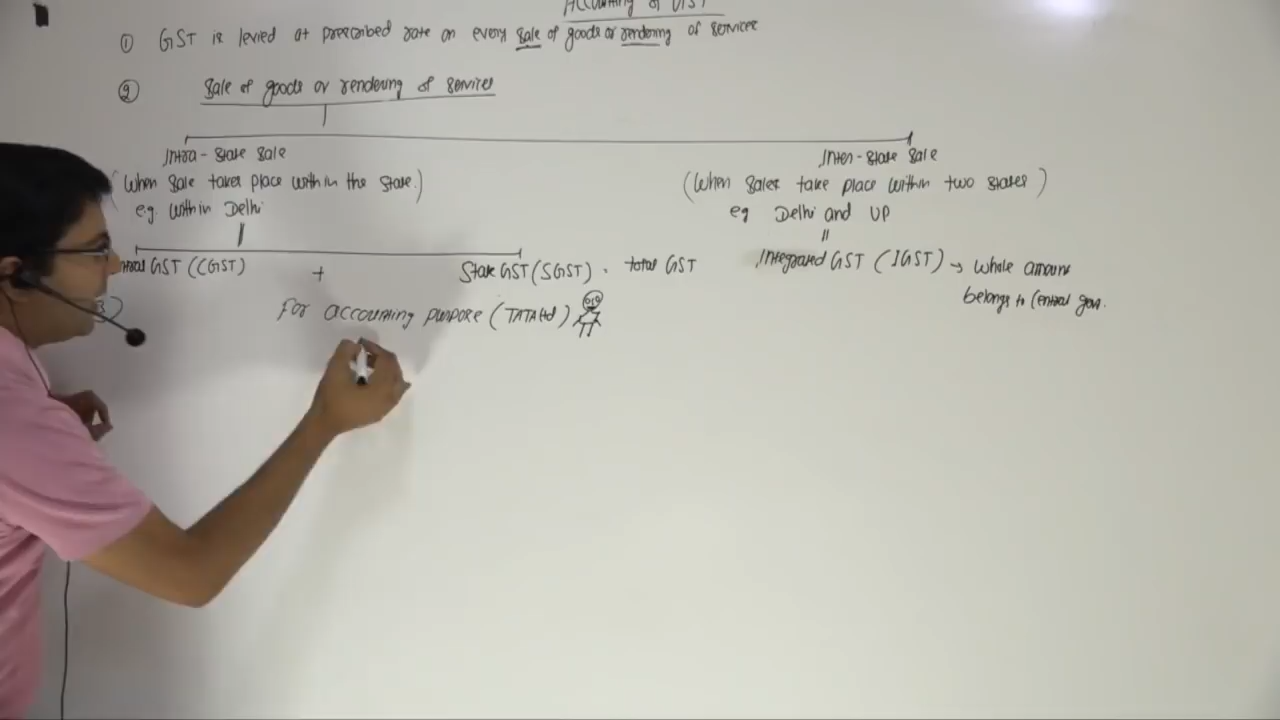 Accounting of GST
① GST is levied at prescribed rate on every sale of goods or rendering of services
② Sale of goods or rendering of services
Intra-State Sale
(When Sale takes place within the State.)
e.g. within Delhi
Inter-State Sale
(When Sales take place within two states)
eg Delhi and UP
GST (CGST) + State GST (SGST) = total GST
Integrated GST (IGST) → Whole amount
belongs to Central Gov.
3) For accounting purpose (TATA Ltd)